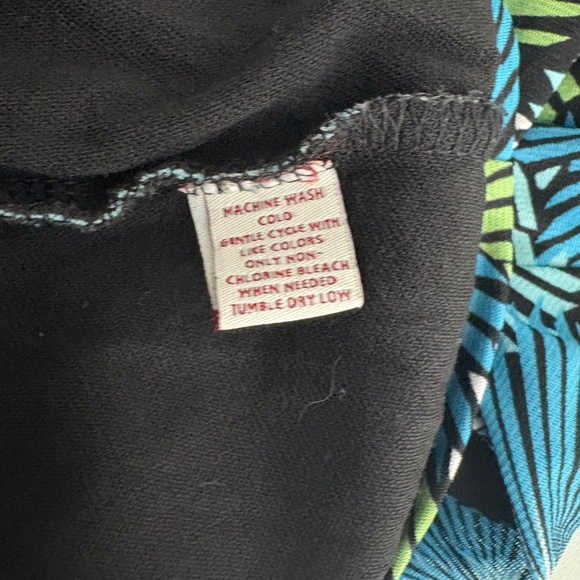 MACHINE WASH
COLD
GENTLE CYCLE WITH
LIKE COLORS
ONLY NON-
CHLORINE BLEACH
WHEN NEEDED
TUMBLE DRY LOW